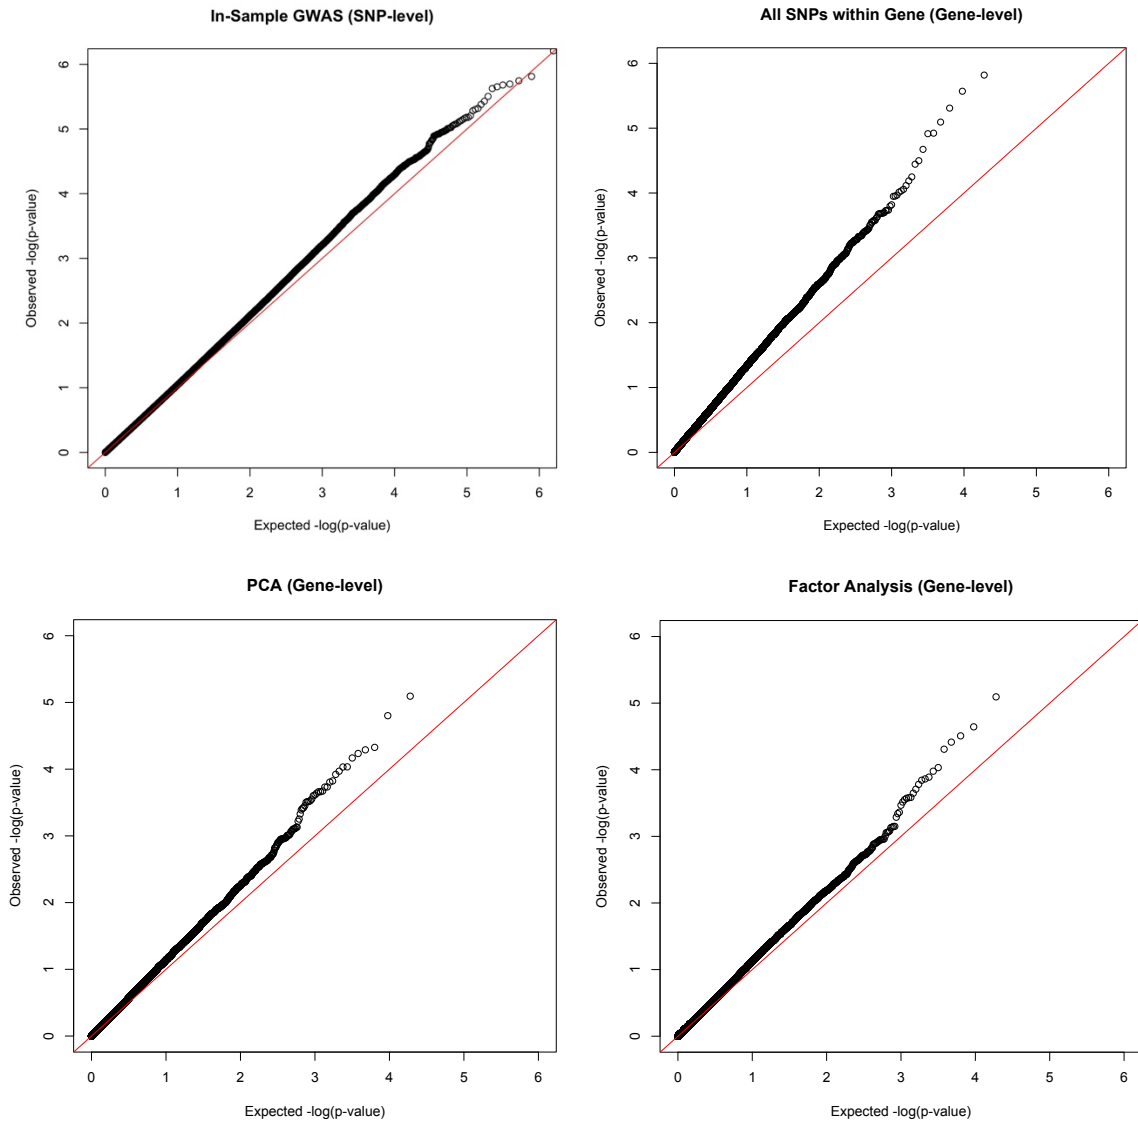 In-Sample GWAS (SNP-level)
Observed -log(p-value)
0 1 2 3 4 5 6
0 1 2 3 4 5 6
Expected -log(p-value)
All SNPs within Gene (Gene-level)
Observed -log(p-value)
0 1 2 3 4 5 6
0 1 2 3 4 5 6
Expected -log(p-value)
PCA (Gene-level)
Observed -log(p-value)
0 1 2 3 4 5 6
0 1 2 3 4 5 6
Expected -log(p-value)
Factor Analysis (Gene-level)
Observed -log(p-value)
0 1 2 3 4 5 6
0 1 2 3 4 5 6
Expected -log(p-value)